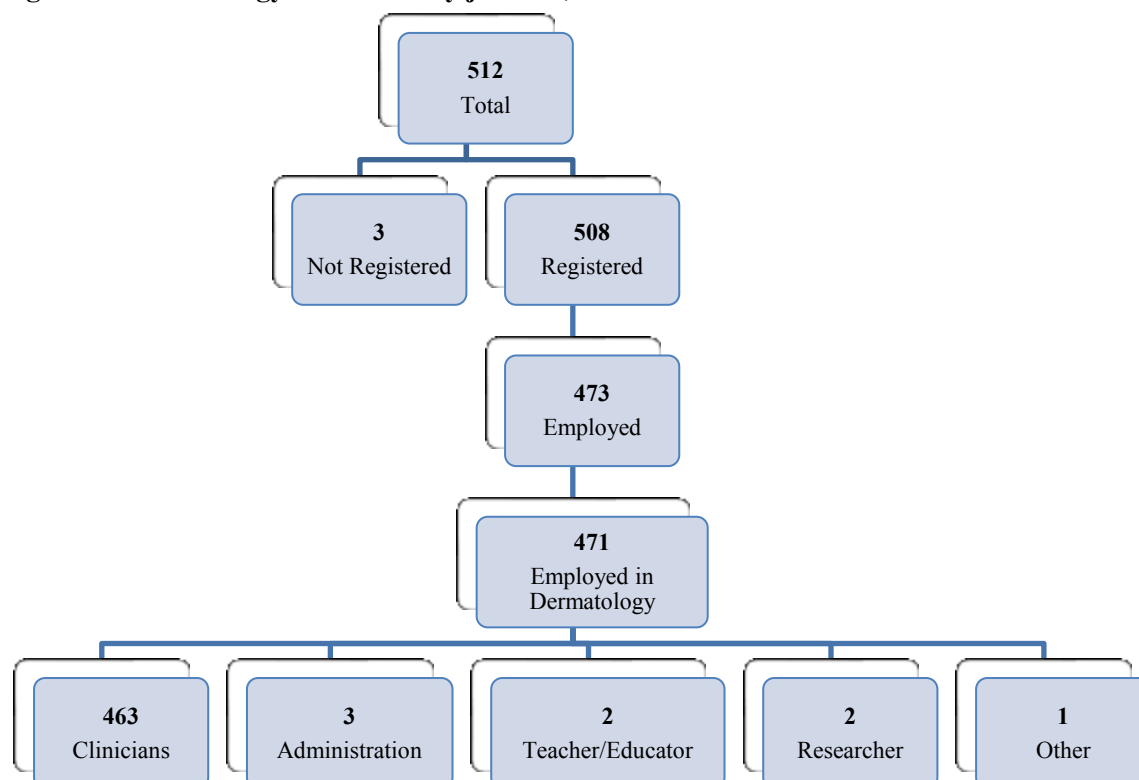 512
Total
3
Not Registered
508
Registered
473
Employed
471
Employed in
Dermatology
463
Clinicians
3
Administration
2
Teacher/Educator
2
Researcher
1
Other